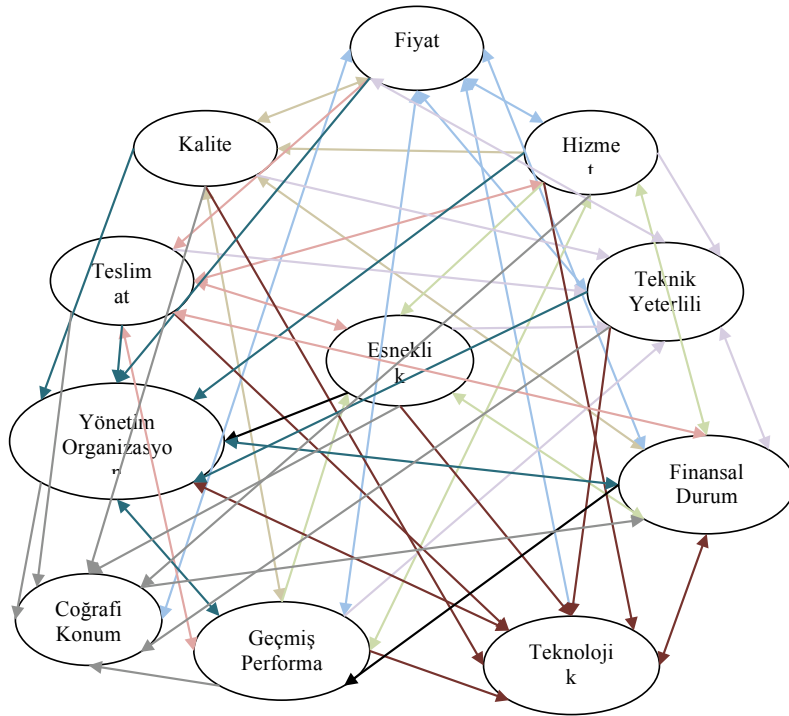 Fiyat
Kalite
Hizme
t
Teslim
at
Teknik
Yeterlili
Esnekli
k
Yönetim
Organizasyo
n
Finansal
Durum
Coğrafi
Konum
Geçmiş
Performa
Teknoloji
k